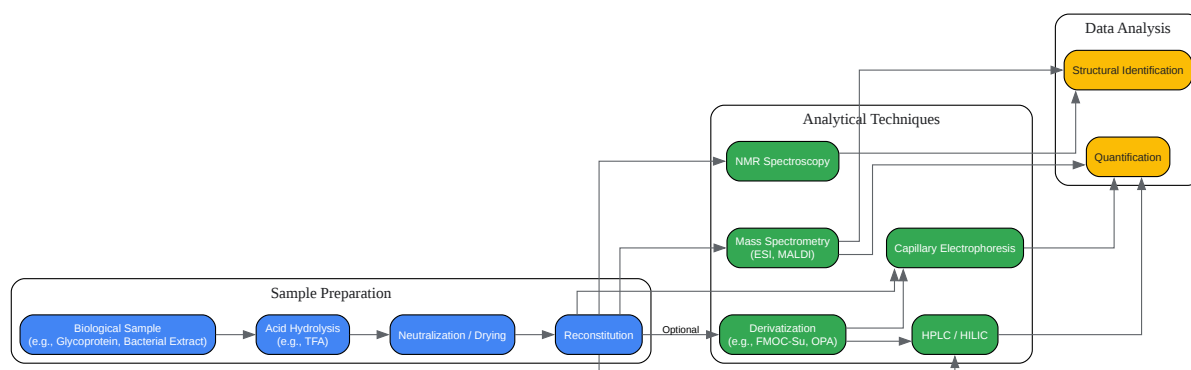 Data Analysis
Structural Identification
Quantification
Analytical Techniques
NMR Spectroscopy
Mass Spectrometry
(ESI, MALDI)
Capillary Electrophoresis
Derivatization
(e.g., FMOC-Su, OPA)
HPLC / HILIC
Sample Preparation
Biological Sample
(e.g., Glycoprotein, Bacterial Extract)
Acid Hydrolysis
(e.g., TFA)
Neutralization / Drying
Reconstitution
Optional